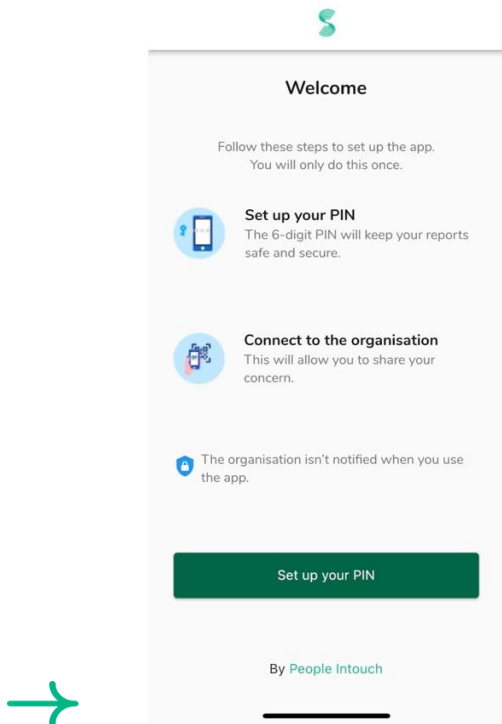 Welcome
Follow these steps to set up the app.
You will only do this once.
Set up your PIN
The 6-digit PIN will keep your reports
safe and secure.
Connect to the organisation
This will allow you to share your
concern.
The organisation isn't notified when you use
the app.
Set up your PIN
By People Intouch